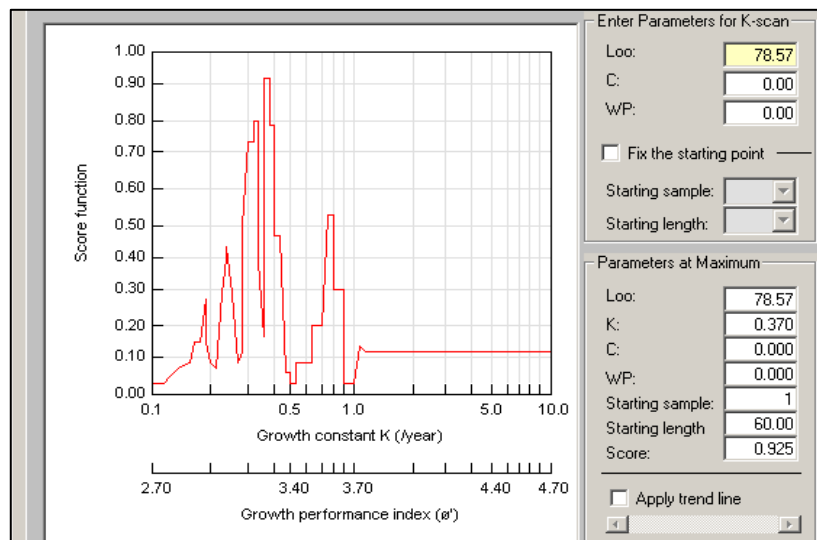 1.00
0.90
0.80
0.70
0.60
0.50
0.40
0.30
0.20
0.10
0.00
Score function
0.1 0.5 1.0 5.0 10.0
Growth constant K (/year)
2.70 3.40 3.70 4.40 4.70
Growth performance index (ø')
Enter Parameters for K-scan
Loo: 78.57
C: 0.00
WP: 0.00
Fix the starting point
Starting sample:
Starting length:
Parameters at Maximum
Loo: 78.57
K: 0.370
C: 0.000
WP: 0.000
Starting sample: 1
Starting length 60.00
Score: 0.925
Apply trend line